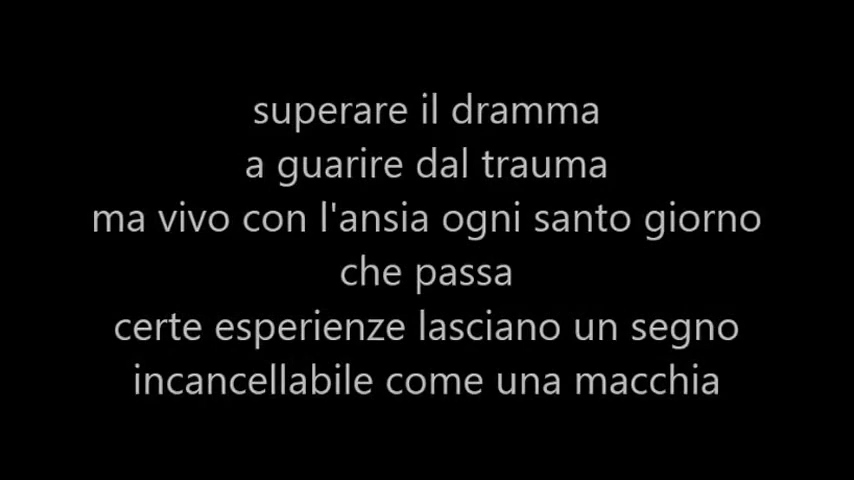 superare il dramma
a guarire dal trauma
ma vivo con l'ansia ogni santo giorno
che passa
certe esperienze lasciano un segno
incancellabile come una macchia